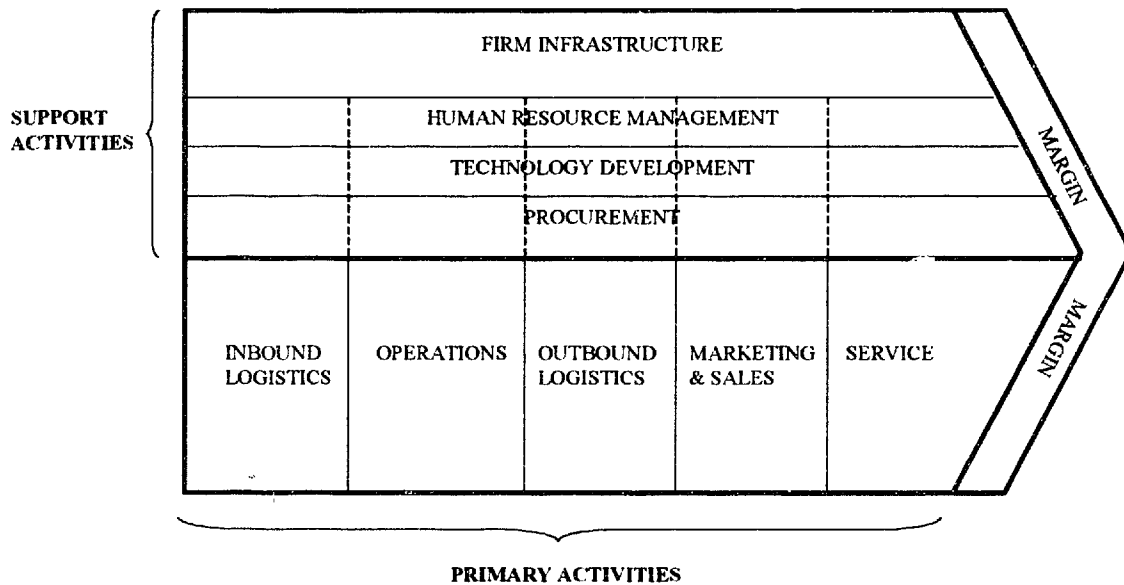 FIRM INFRASTRUCTURE
SUPPORT
ACTIVITIES
HUMAN RESOURCE MANAGEMENT
TECHNOLOGY DEVELOPMENT
PROCUREMENT
MARGIN
MARGIN
INBOUND
LOGISTICS
OPERATIONS
OUTBOUND
LOGISTICS
MARKETING
& SALES
SERVICE
PRIMARY ACTIVITIES